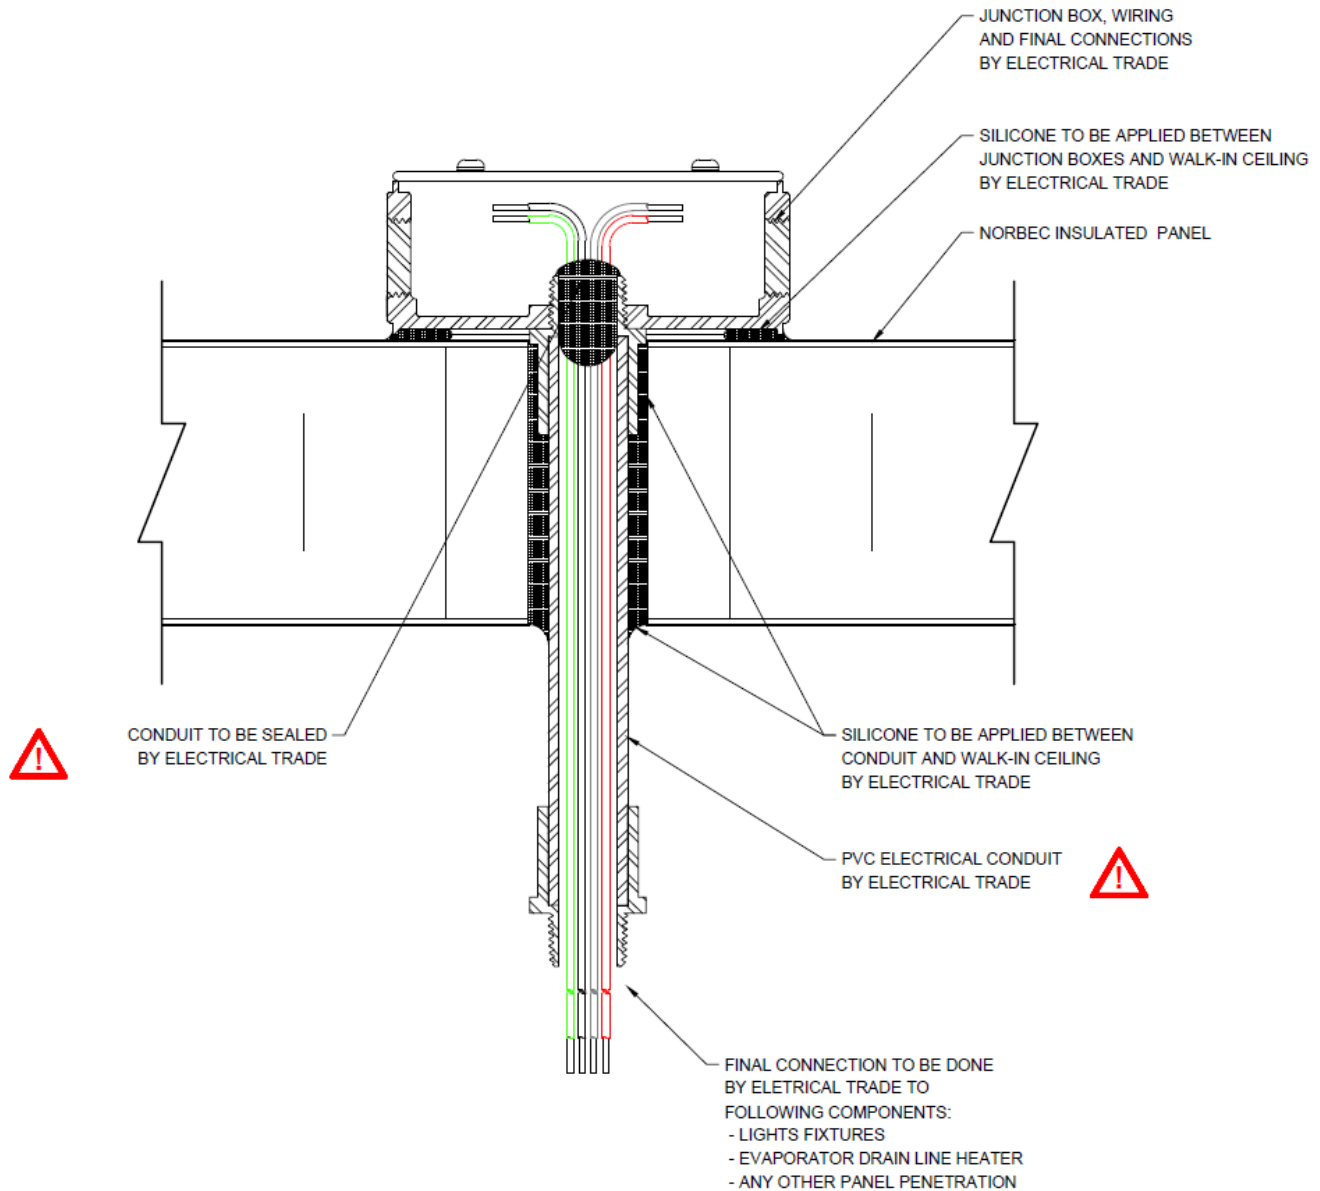 JUNCTION BOX, WIRING
AND FINAL CONNECTIONS
BY ELECTRICAL TRADE
SILICONE TO BE APPLIED BETWEEN
JUNCTION BOXES AND WALK-IN CEILING
BY ELECTRICAL TRADE
NORBEC INSULATED PANEL
CONDUIT TO BE SEALED
BY ELECTRICAL TRADE
!
SILICONE TO BE APPLIED BETWEEN
CONDUIT AND WALK-IN CEILING
BY ELECTRICAL TRADE
PVC ELECTRICAL CONDUIT
BY ELECTRICAL TRADE
!
FINAL CONNECTION TO BE DONE
BY ELETRICAL TRADE TO
FOLLOWING COMPONENTS:
- LIGHTS FIXTURES
- EVAPORATOR DRAIN LINE HEATER
- ANY OTHER PANEL PENETRATION